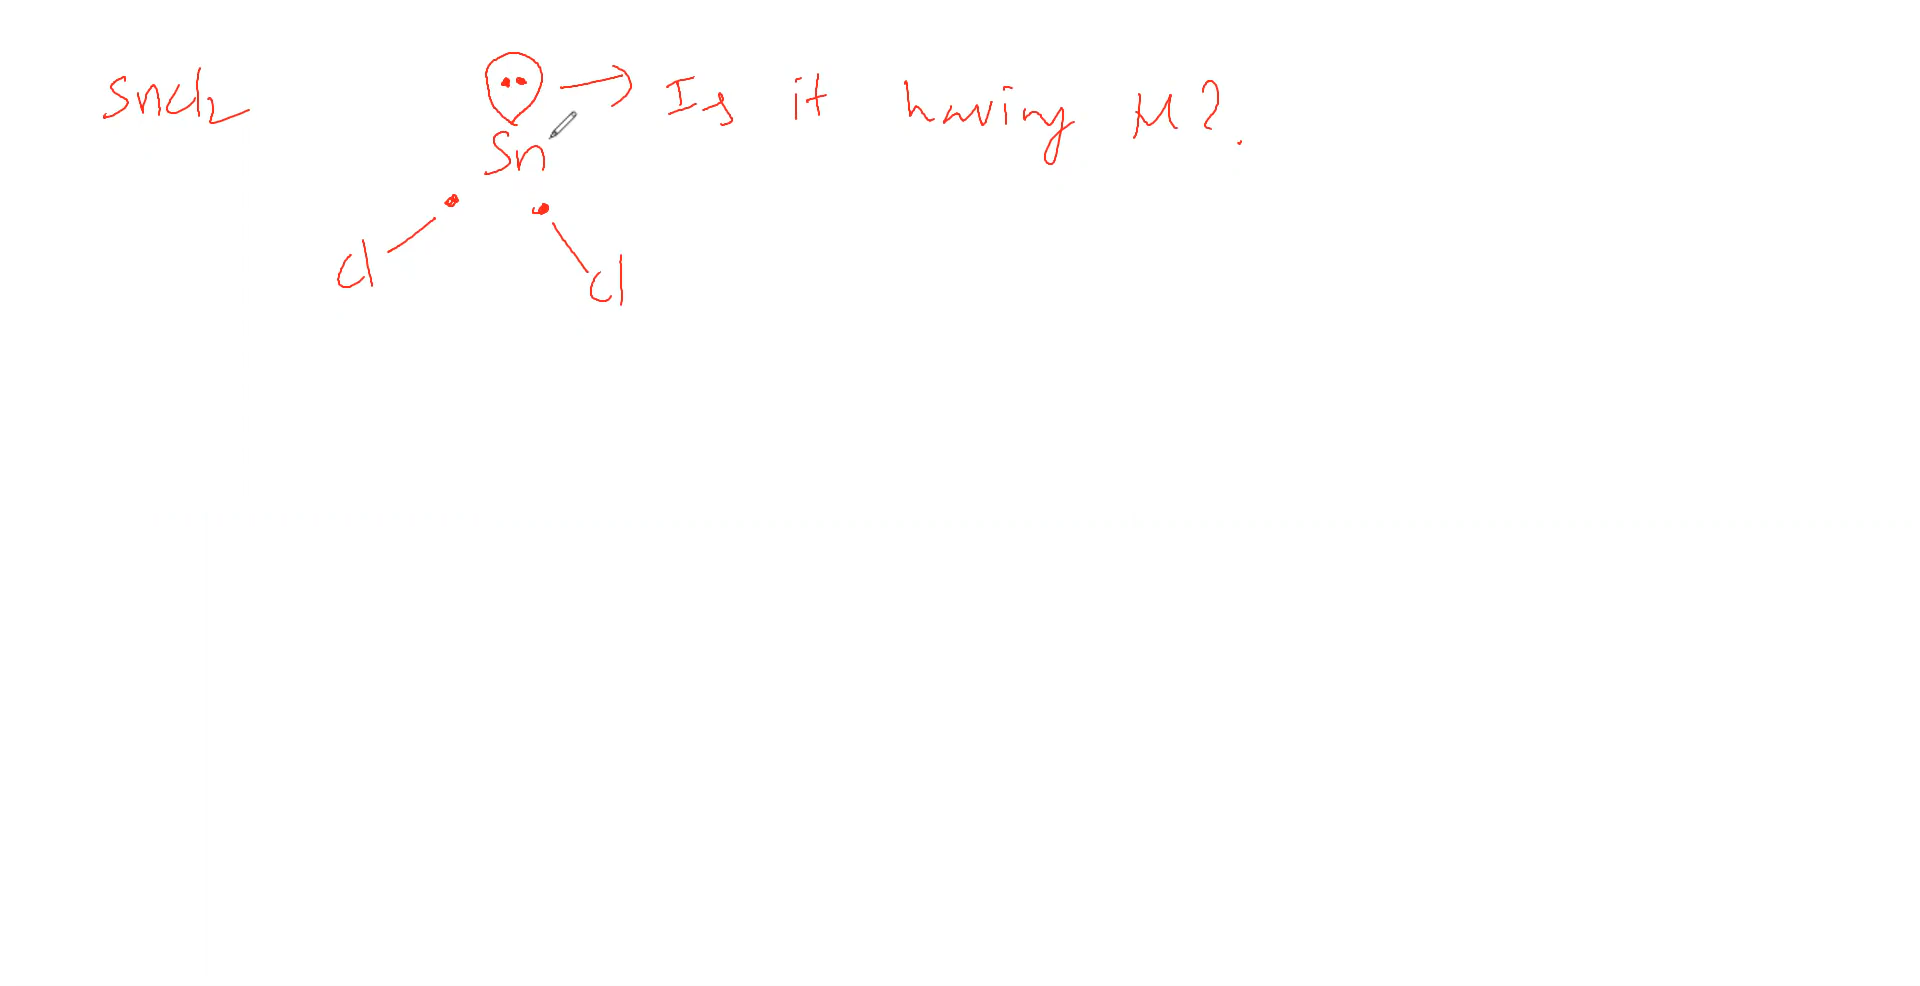 SnCl2 Is it having μ?.
Sn
Cl
Cl